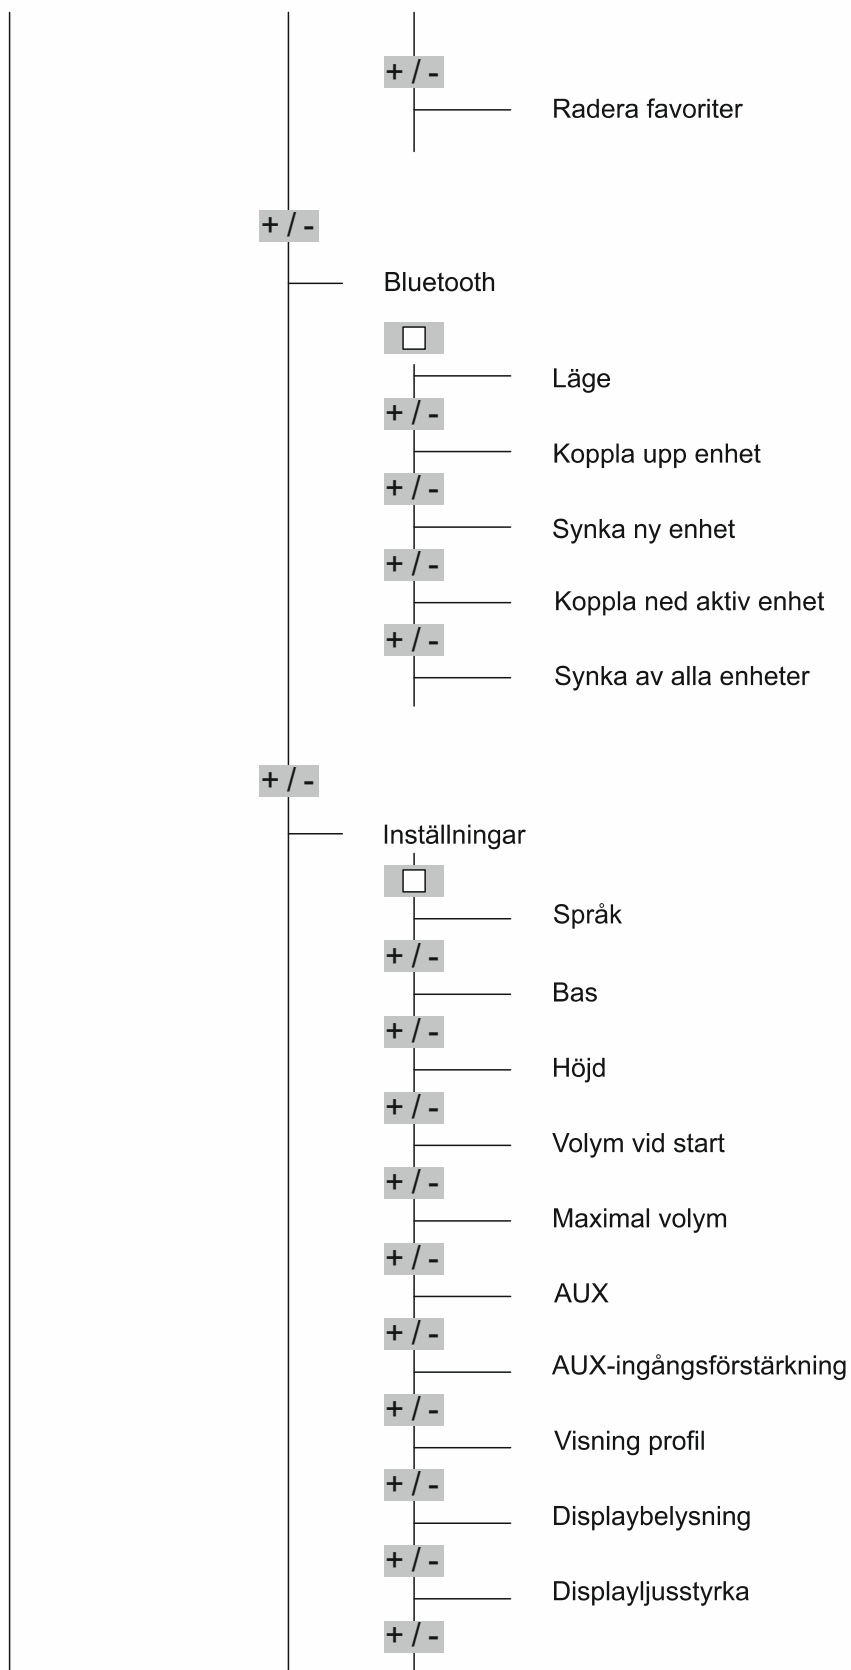 + / -
Radera favoriter
+ / -
Bluetooth
Läge
+ / -
Koppla upp enhet
+ / -
Synka ny enhet
+ / -
Koppla ned aktiv enhet
+ / -
Synka av alla enheter
+ / -
Inställningar
Språk
+ / -
Bas
+ / -
Höjd
+ / -
Volym vid start
+ / -
Maximal volym
+ / -
AUX
+ / -
AUX-ingångsförstärkning
+ / -
Visning profil
+ / -
Displaybelysning
+ / -
Displayljusstyrka
+ / -